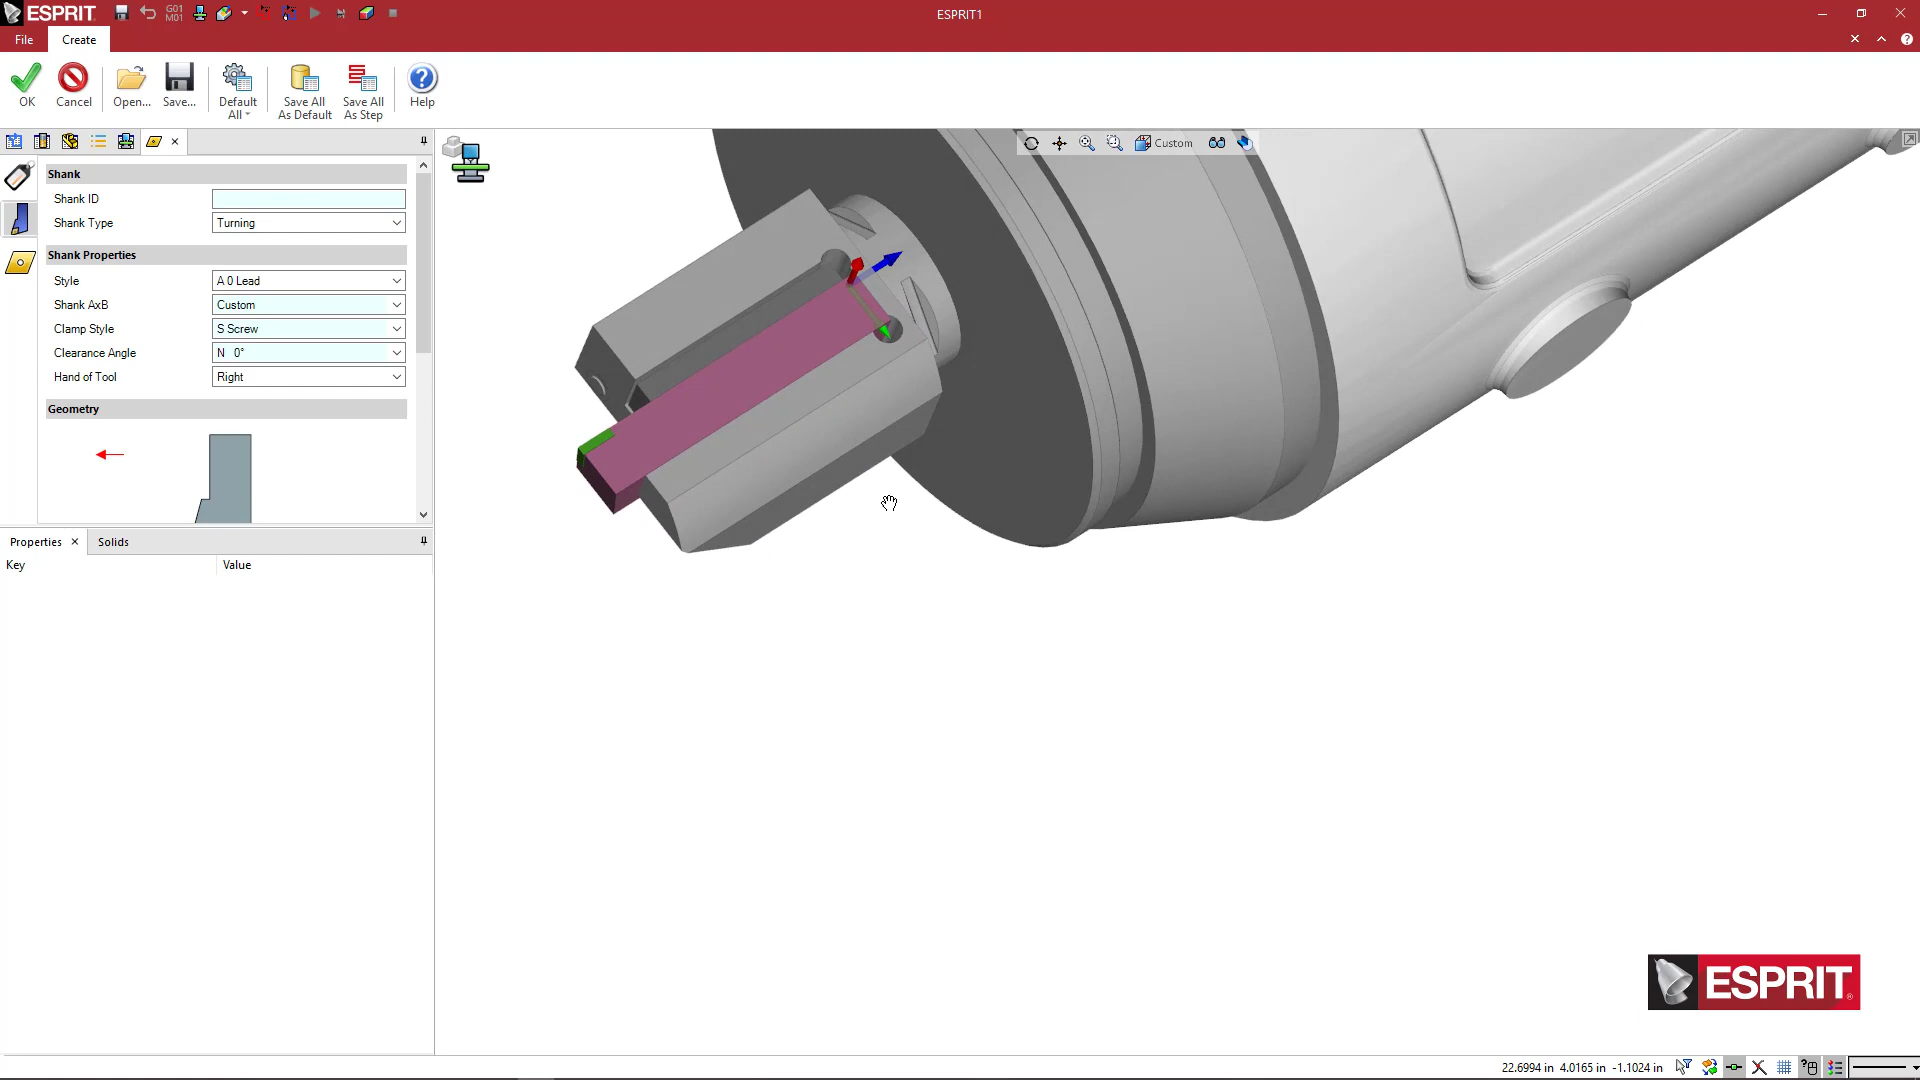 ESPRIT
G01
M01
ESPRIT1
File
Create
OK
Cancel
Open...
Save...
Default
All
Save All
As Default
Save All
As Step
Help
Custom
Shank
Shank ID
Shank Type
Turning
Shank Properties
Style
A 0 Lead
Shank AxB
Custom
Clamp Style
S Screw
Clearance Angle
N 0°
Hand of Tool
Right
Geometry
Properties
Solids
Key
Value
ESPRIT®
22.6994 in 4.0165 in -1.1024 in